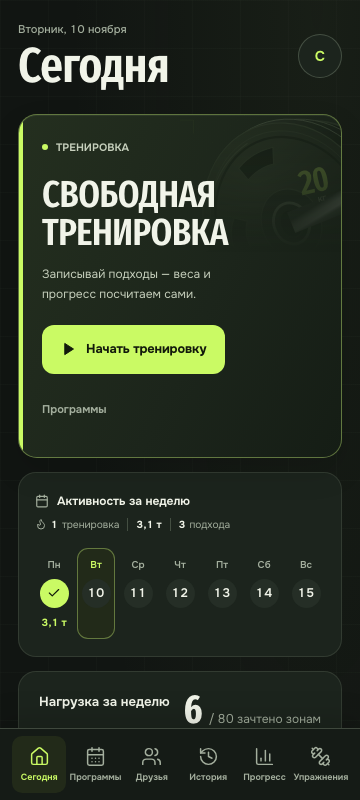 Вторник, 10 ноября
Сегодня
С
ТРЕНИРОВКА
20
СВОБОДНАЯ
ТРЕНИРОВКА
Записывай подходы — веса и
прогресс посчитаем сами.
Начать тренировку
Программы
Активность за неделю
1 тренировка 3,1 т 3 подхода
Пн Вт Ср Чт Пт Сб Вс
10 11 12 13 14 15
3,1 т
Нагрузка за неделю 6 / 80 зачтено зонам
Сегодня Программы Друзья История Прогресс Упражнения